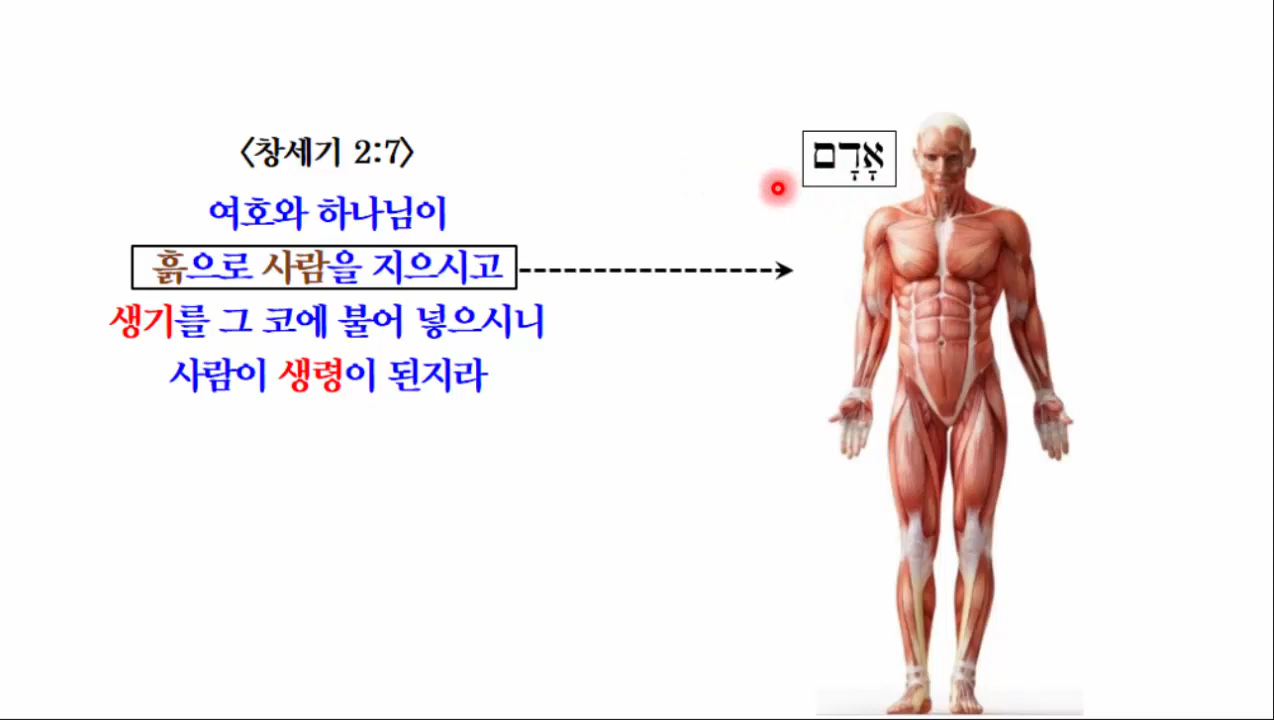 <창세기 2:7>
여호와 하나님이
흙으로 사람을 지으시고
생기를 그 코에 불어 넣으시니
사람이 생령이 된지라
אָדָם